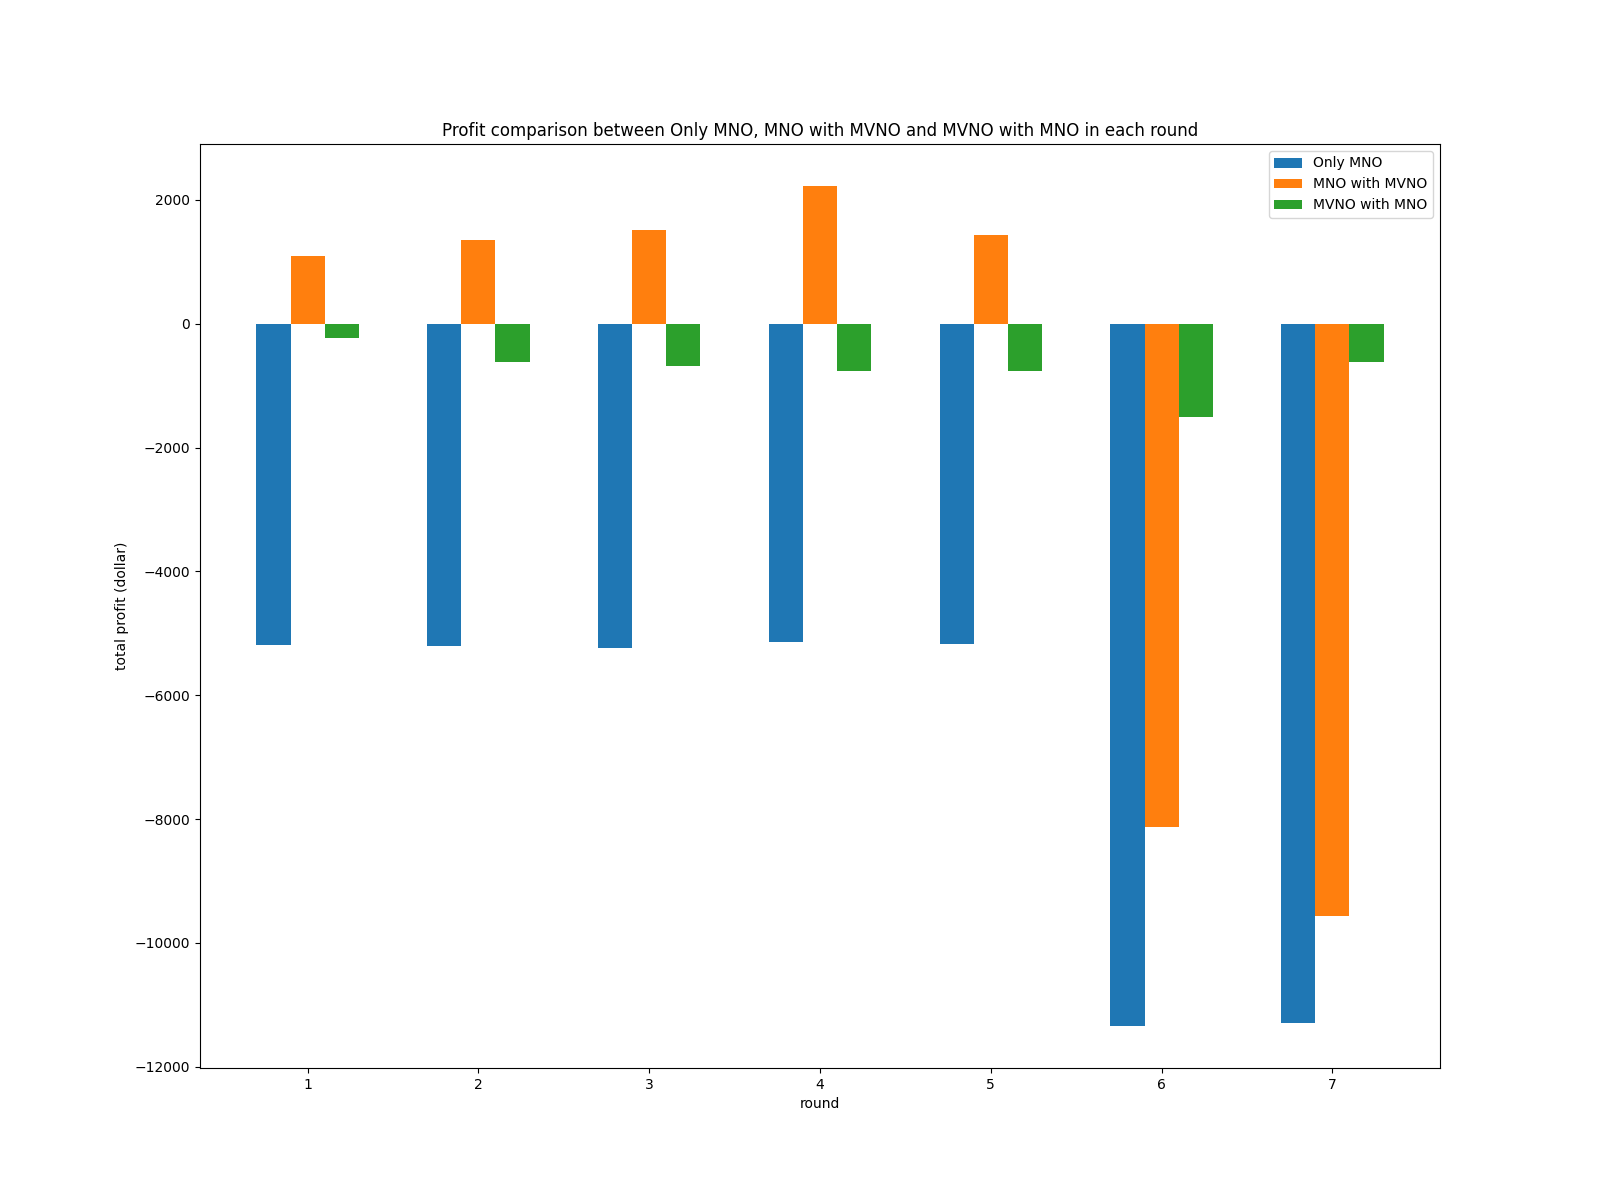 Profit comparison between Only MNO, MNO with MVNO and MVNO with MNO in each round
Only MNO
MNO with MVNO
MVNO with MNO
2000
0
−2000
−4000
−6000
−8000
−10000
−12000
total profit (dollar)
1 2 3 4 5 6 7
round